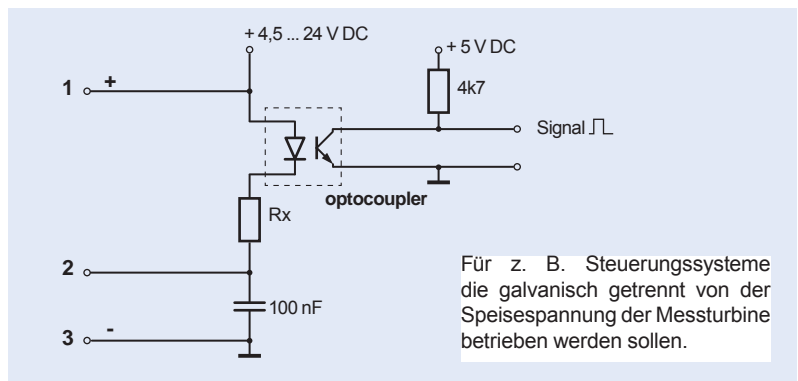 + 4,5 ... 24 V DC
+ 5 V DC
1 +
4k7
Signal
optocoupler
Rx
2
100 nF
3 -
Für z. B. Steuerungssysteme
die galvanisch getrennt von der
Speisespannung der Messturbine
betrieben werden sollen.